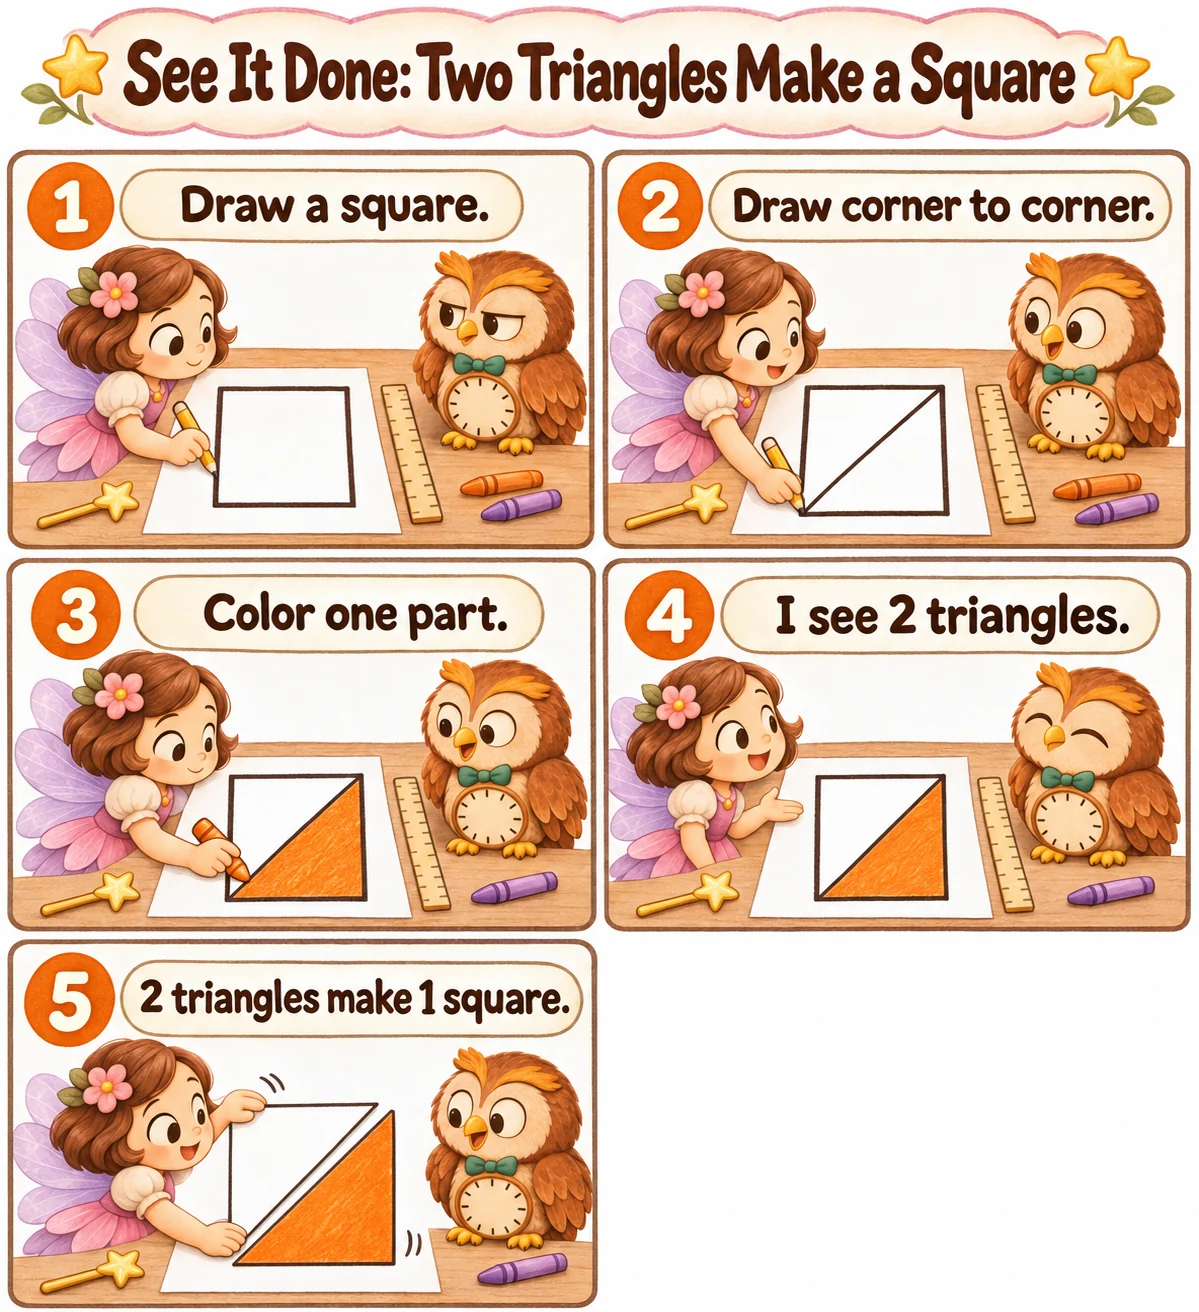 See It Done: Two Triangles Make a Square
1
Draw a square.
2
Draw corner to corner.
3
Color one part.
4
I see 2 triangles.
5
2 triangles make 1 square.